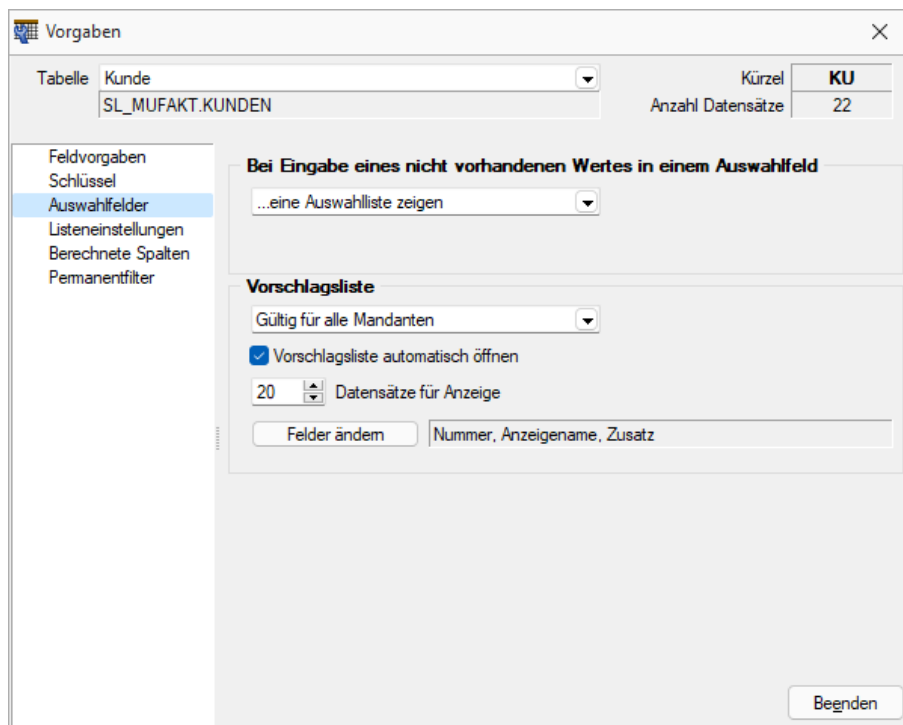 Vorgaben
Tabelle Kunde Kürzel KU
SL_MUFAKT.KUNDEN Anzahl Datensätze 22
Feldvorgaben
Schlüssel
Auswahlfelder
Listeneinstellungen
Berechnete Spalten
Permanentfilter
Bei Eingabe eines nicht vorhandenen Wertes in einem Auswahlfeld
...eine Auswahlliste zeigen
Vorschlagsliste
Gültig für alle Mandanten
Vorschlagsliste automatisch öffnen
20 Datensätze für Anzeige
Felder ändern Nummer, Anzeigename, Zusatz
Beenden